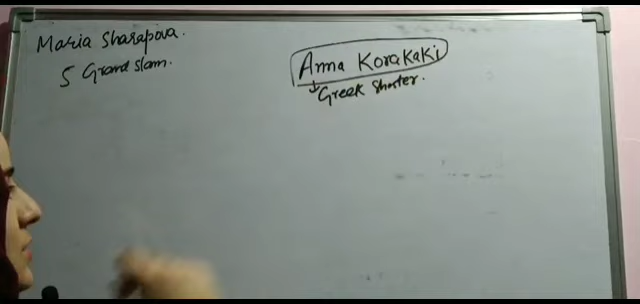 Maria Sharapova.
5 Grand slam.
Anna Korakaki
Greek Shooter.